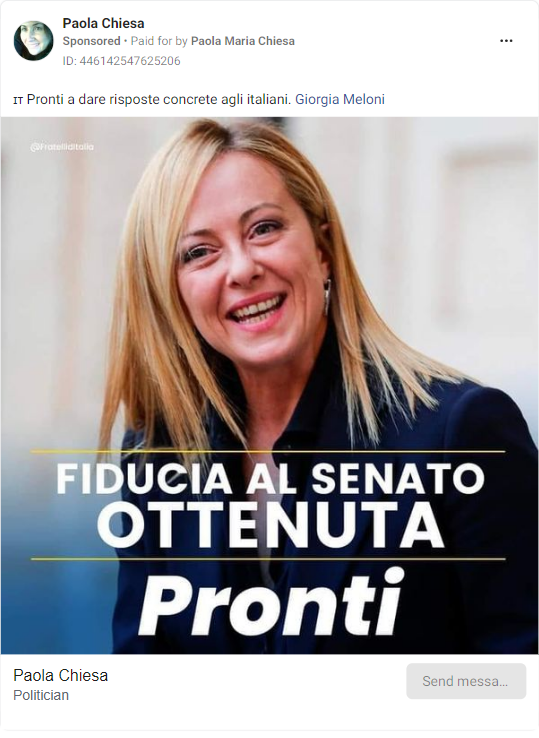 Paola Chiesa
Sponsored • Paid for by Paola Maria Chiesa
ID: 446142547625206
IT Pronti a dare risposte concrete agli italiani. Giorgia Meloni
@FratellidItalia
FIDUCIA AL SENATO
OTTENUTA
Pronti
Paola Chiesa
Politician
Send messa...